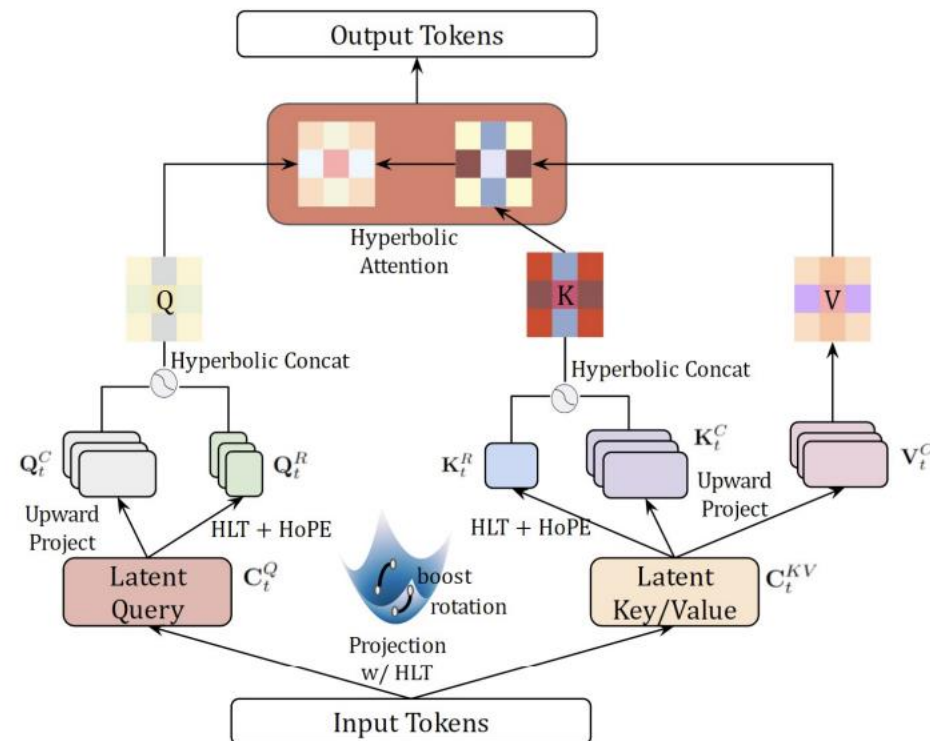 Output Tokens
Hyperbolic
Attention
Q
K
V
Hyperbolic Concat
Hyperbolic Concat
Q_t^C
Q_t^R
K_t^R
K_t^C
V_t^C
Upward
Project
HLT + HoPE
HLT + HoPE
Upward
Project
Latent
Query
C_t^Q
boost
rotation
Latent
Key/Value
C_t^{KV}
Projection
w/ HLT
Input Tokens